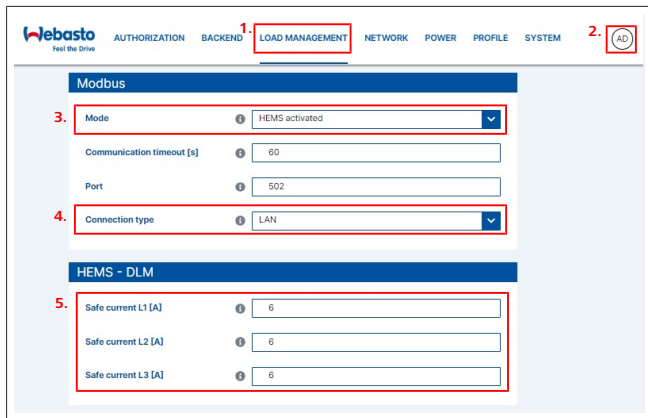 Webasto
Feel the Drive
AUTHORIZATION BACKEND 1. LOAD MANAGEMENT NETWORK POWER PROFILE SYSTEM 2. AD
Modbus
3. Mode i HEMS activated
Communication timeout [s] i 60
Port i 502
4. Connection type i LAN
HEMS - DLM
5. Safe current L1 [A] i 6
Safe current L2 [A] i 6
Safe current L3 [A] i 6